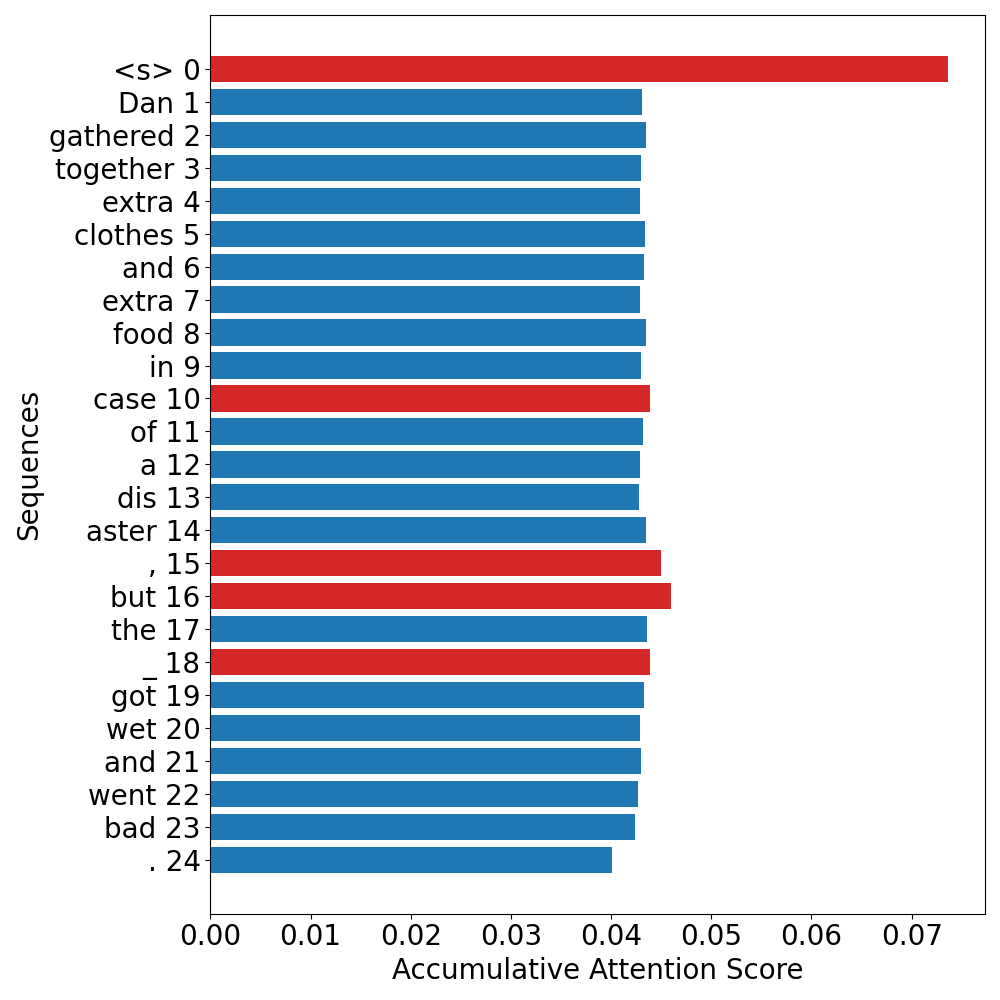 <s> 0
Dan 1
gathered 2
together 3
extra 4
clothes 5
and 6
extra 7
food 8
in 9
case 10
of 11
a 12
dis 13
aster 14
, 15
but 16
the 17
_ 18
got 19
wet 20
and 21
went 22
bad 23
. 24
Sequences
0.00 0.01 0.02 0.03 0.04 0.05 0.06 0.07
Accumulative Attention Score